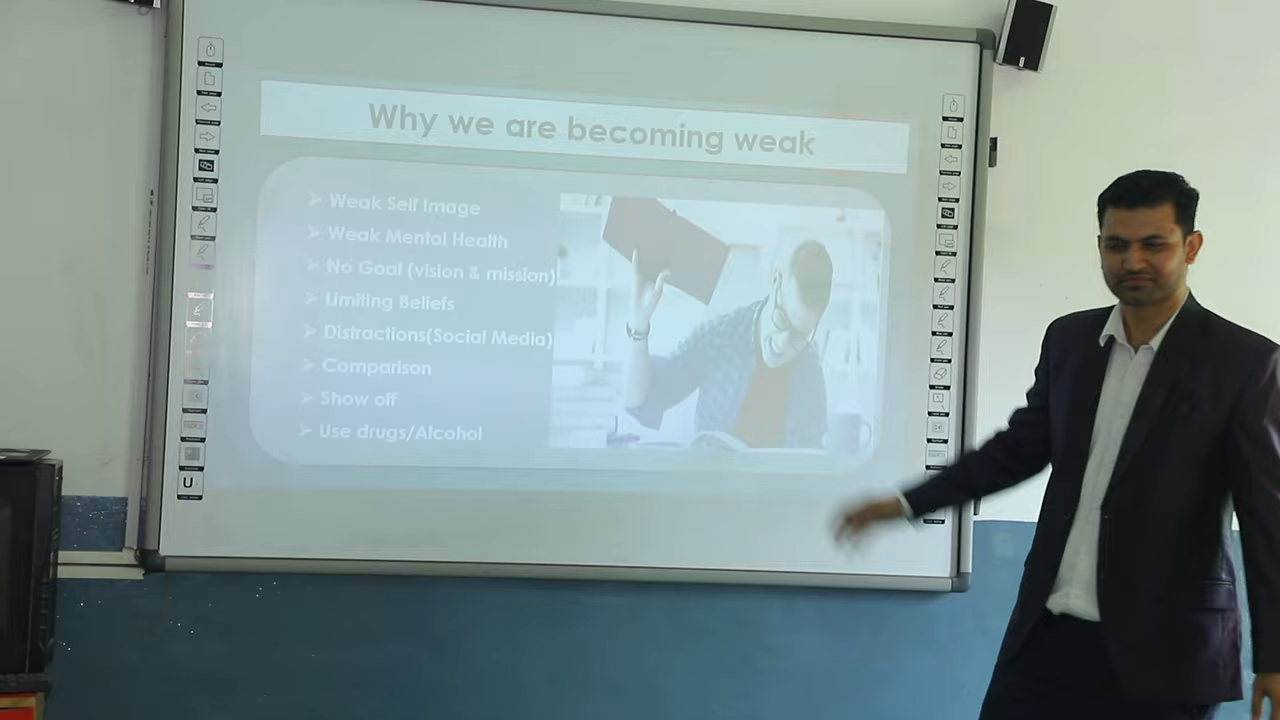 Why we are becoming weak
Weak Self Image
Weak Mental Health
No Goal (vision & mission)
Limiting Beliefs
Distractions(Social Media)
Comparison
Show off
Use drugs/Alcohol
U